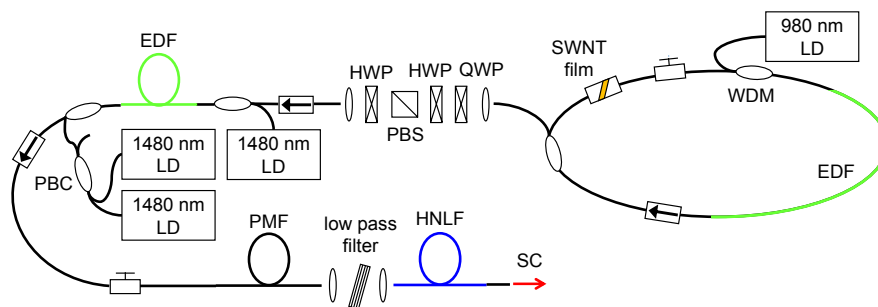 EDF
HWP
HWP
QWP
PBS
SWNT
film
980 nm
LD
WDM
EDF
1480 nm
LD
1480 nm
LD
PBC
1480 nm
LD
PMF
low pass
filter
HNLF
SC